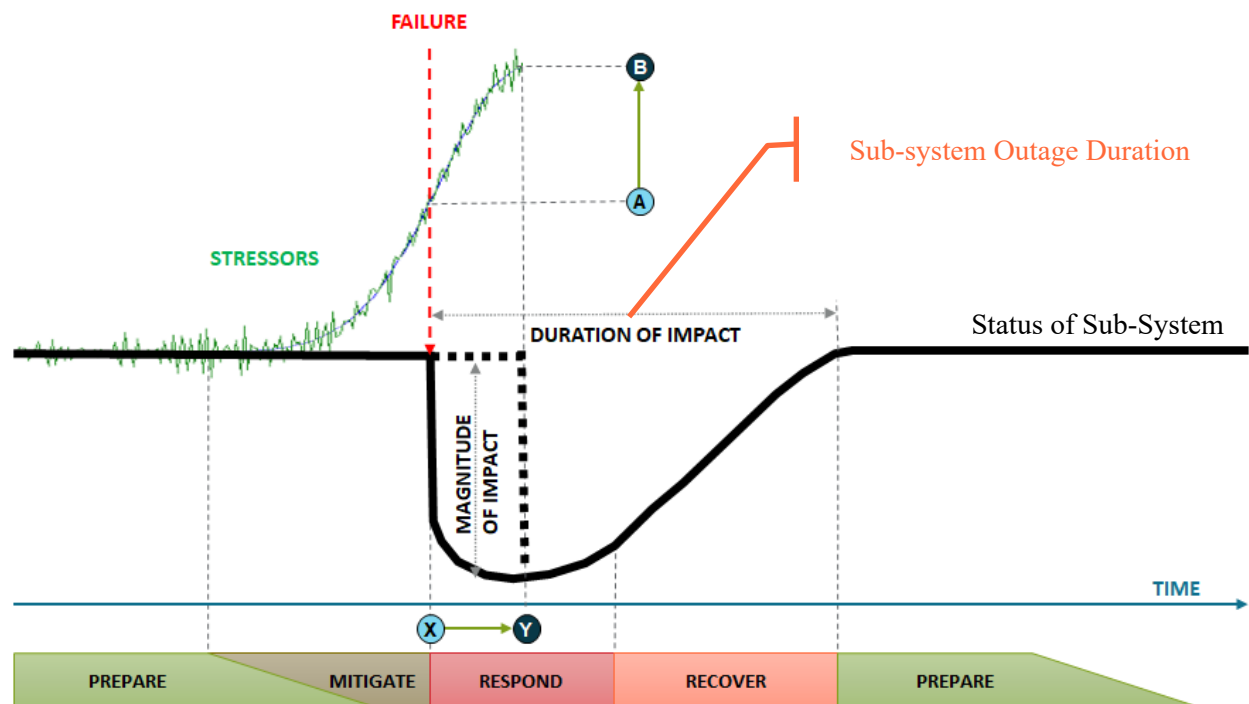 FAILURE
B
Sub-system Outage Duration
A
STRESSORS
Status of Sub-System
DURATION OF IMPACT
MAGNITUDE
OF IMPACT
TIME
X
Y
PREPARE
MITIGATE
RESPOND
RECOVER
PREPARE